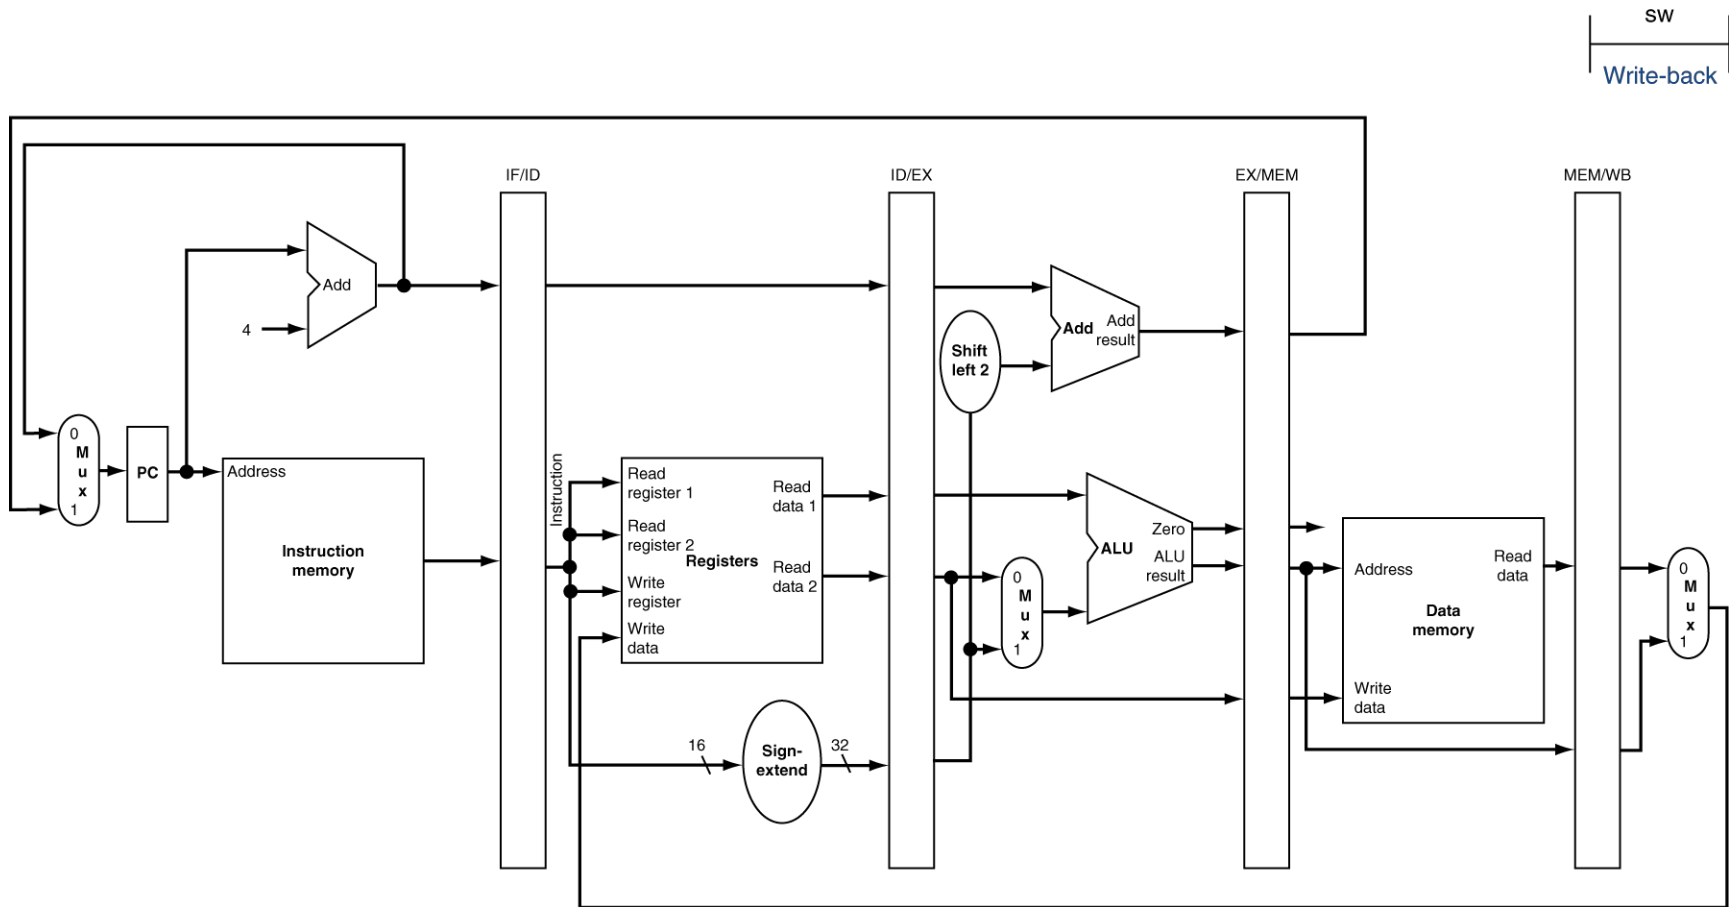 SW
Write-back
IF/ID
ID/EX
EX/MEM
MEM/WB
Add
4
Add
Add
result
Shift
left 2
0
M
u
x
1
PC
Address
Instruction
memory
Instruction
Read
register 1
Read
register 2
Write
register
Write
data
Registers
Read
data 1
Read
data 2
16
Sign-
extend
32
0
M
u
x
1
ALU
Zero
ALU
result
Address
Read
data
Data
memory
Write
data
0
M
u
x
1